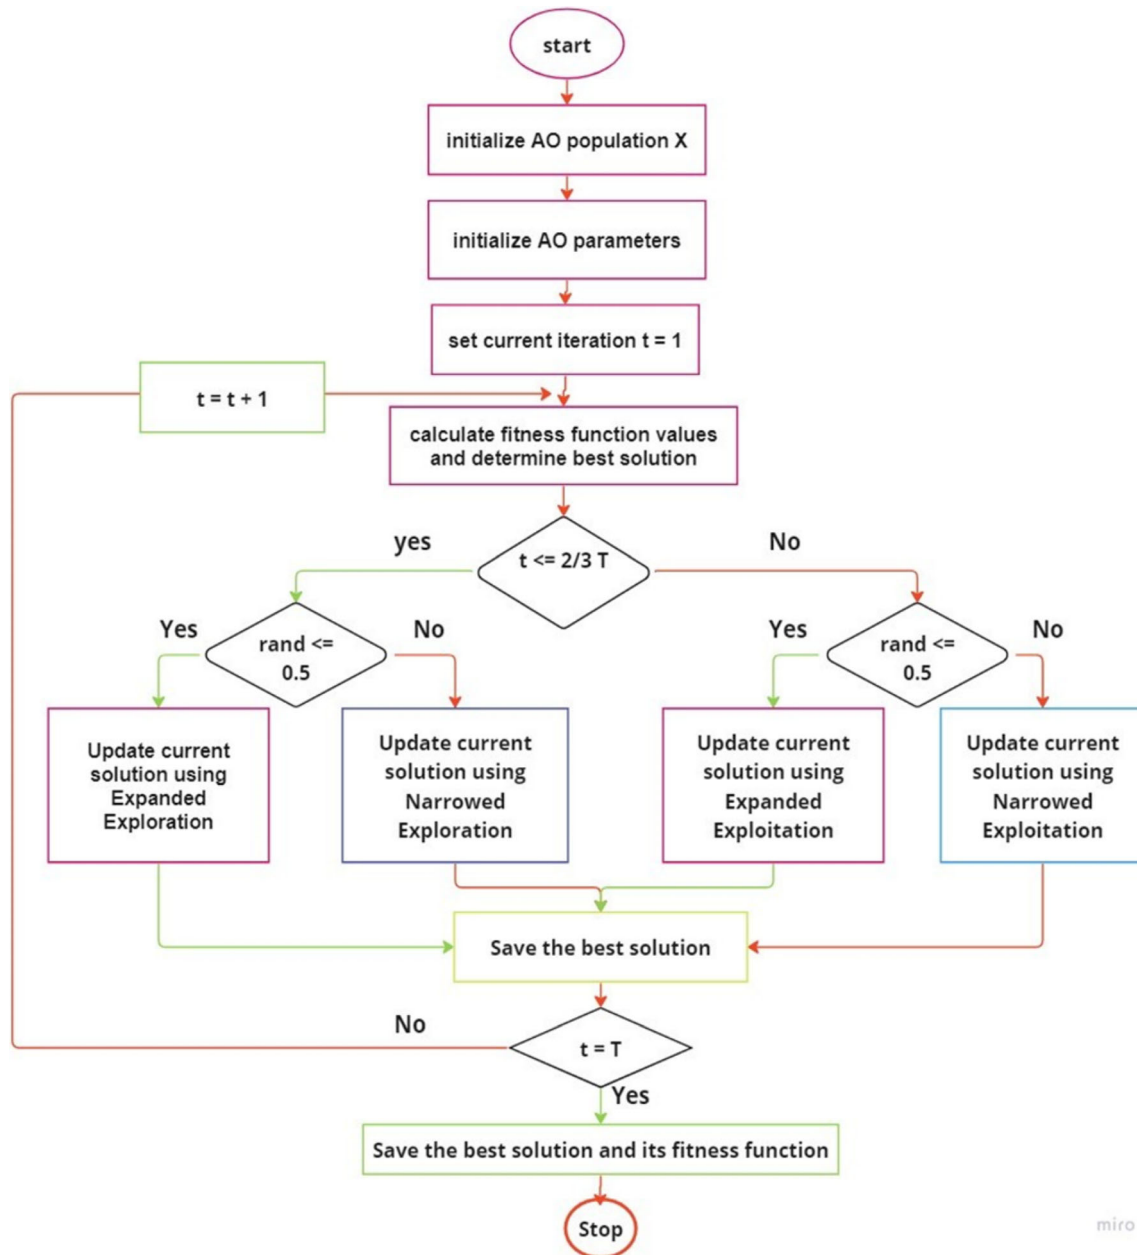 start
initialize AO population X
initialize AO parameters
set current iteration t = 1
t = t + 1
calculate fitness function values
and determine best solution
yes
t <= 2/3 T
No
Yes
rand <=
0.5
No
Yes
rand <=
0.5
No
Update current
solution using
Expanded
Exploration
Update current
solution using
Narrowed
Exploration
Update current
solution using
Expanded
Exploitation
Update current
solution using
Narrowed
Exploitation
Save the best solution
No
t = T
Yes
Save the best solution and its fitness function
Stop
miro